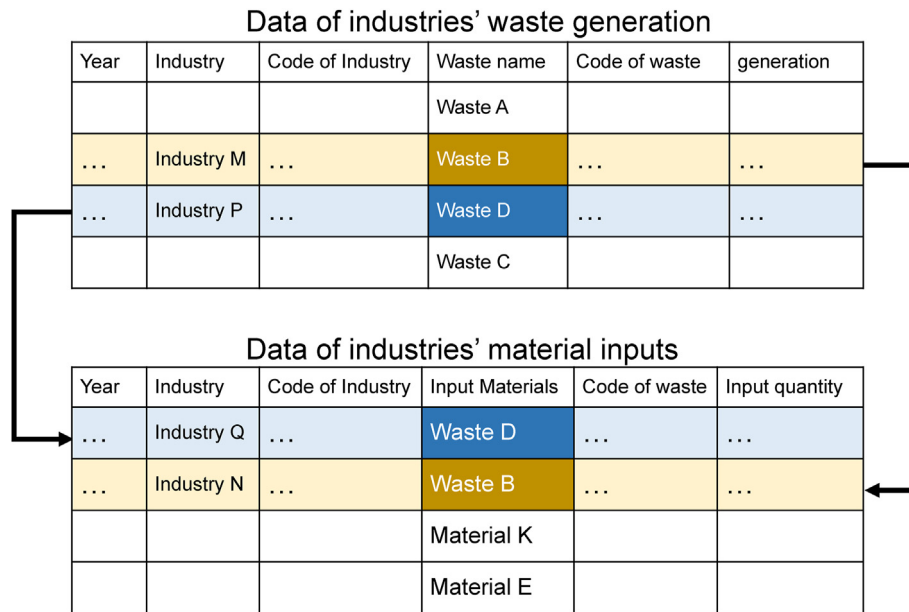 Data of industries’ waste generation
Year Industry Code of Industry Waste name Code of waste generation
Waste A
... Industry M ... Waste B ... ...
... Industry P ... Waste D ... ...
Waste C
Data of industries’ material inputs
Year Industry Code of Industry Input Materials Code of waste Input quantity
... Industry Q ... Waste D ... ...
... Industry N ... Waste B ... ...
Material K
Material E